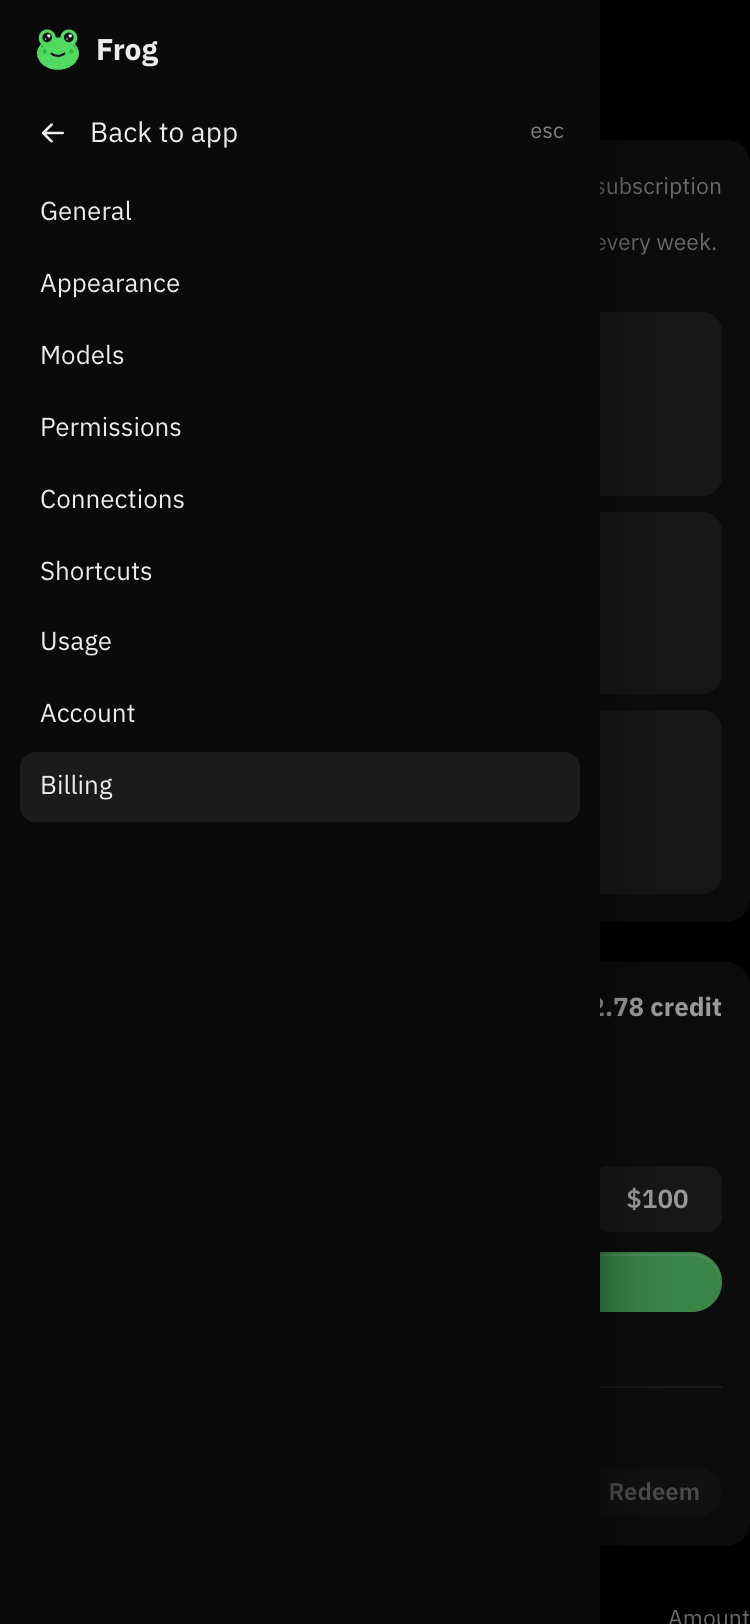 Frog
Back to app
esc
subscription
every week.
General
Appearance
Models
Permissions
Connections
Shortcuts
Usage
Account
Billing
.78 credit
$100
Redeem
Amount